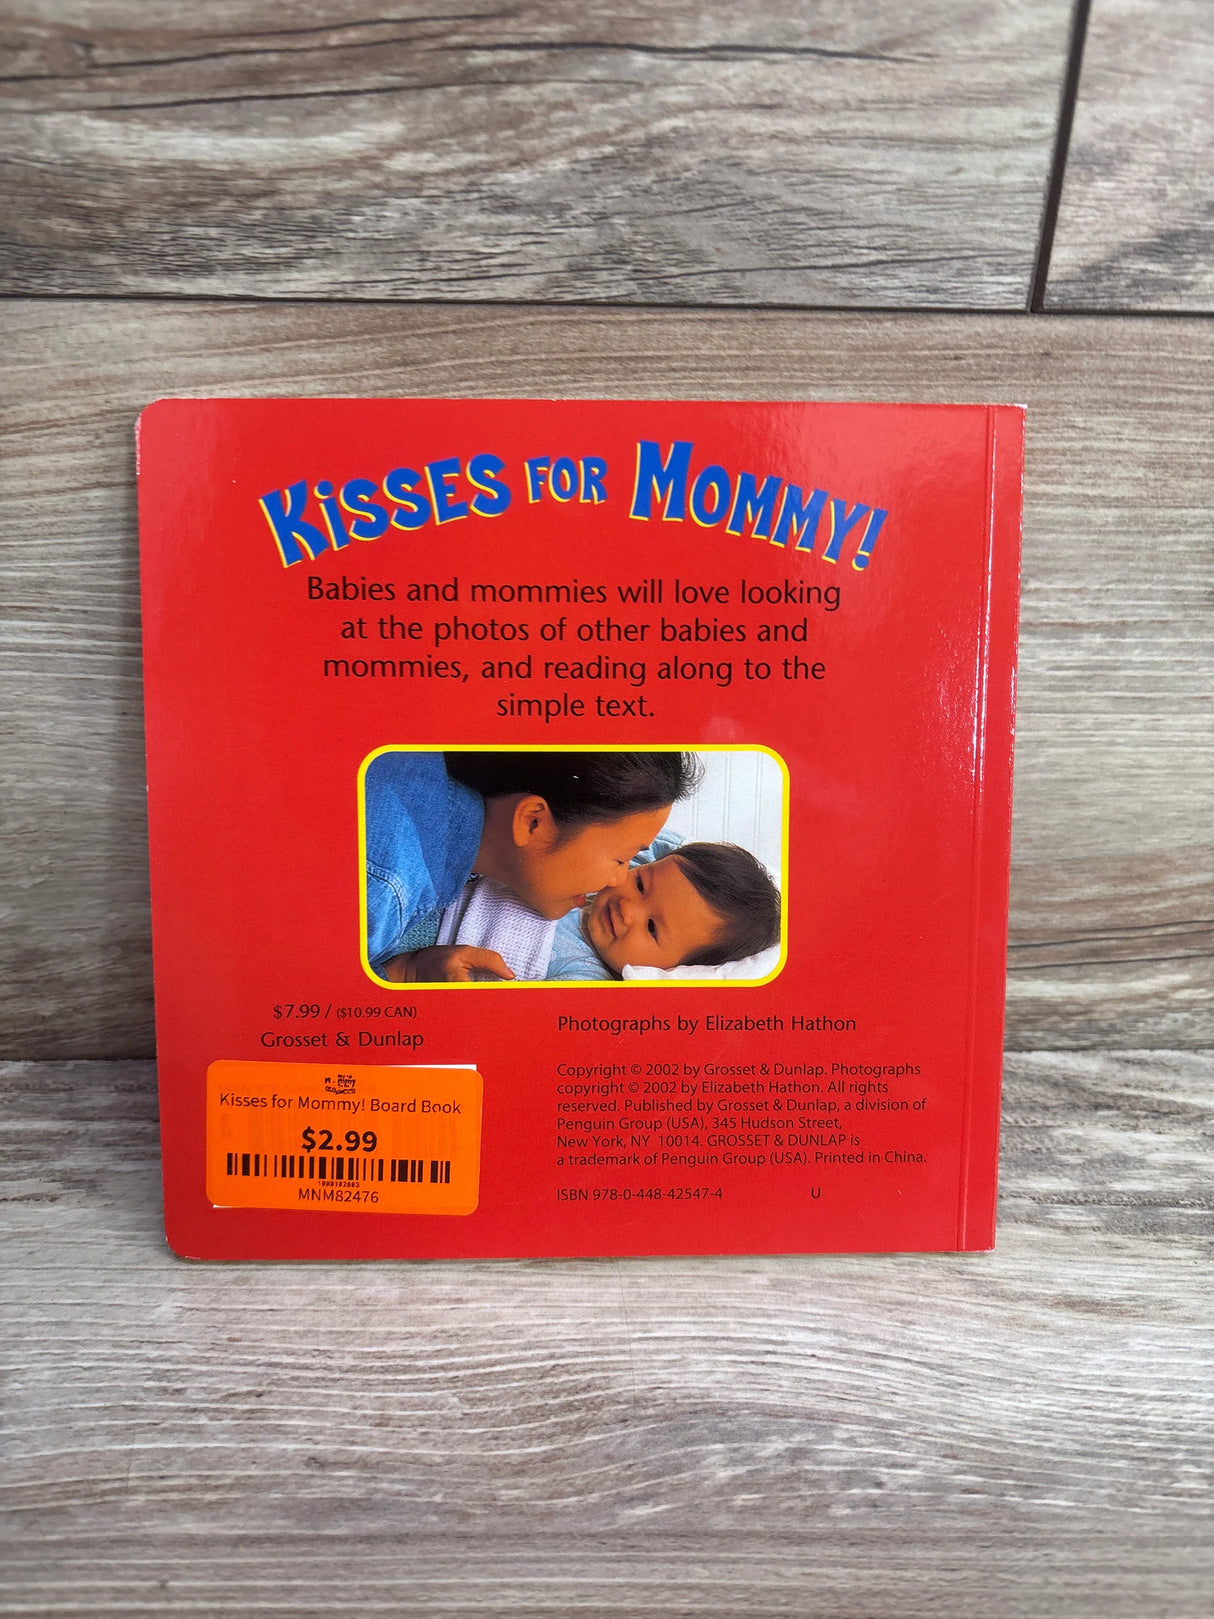 KiSSES FOR MOMMY!
Babies and mommies will love looking
at the photos of other babies and
mommies, and reading along to the
simple text.
$7.99 / ($10.99 CAN)
Grosset & Dunlap
Kisses for Mommy! Board Book
$2.99
MNM82476
Photographs by Elizabeth Hathon
Copyright © 2002 by Grosset & Dunlap. Photographs
copyright © 2002 by Elizabeth Hathon. All rights
reserved. Published by Grosset & Dunlap, a division of
Penguin Group (USA), 345 Hudson Street,
New York, NY 10014. GROSSET & DUNLAP is
a trademark of Penguin Group (USA). Printed in China.
ISBN 978-0-448-42547-4 U